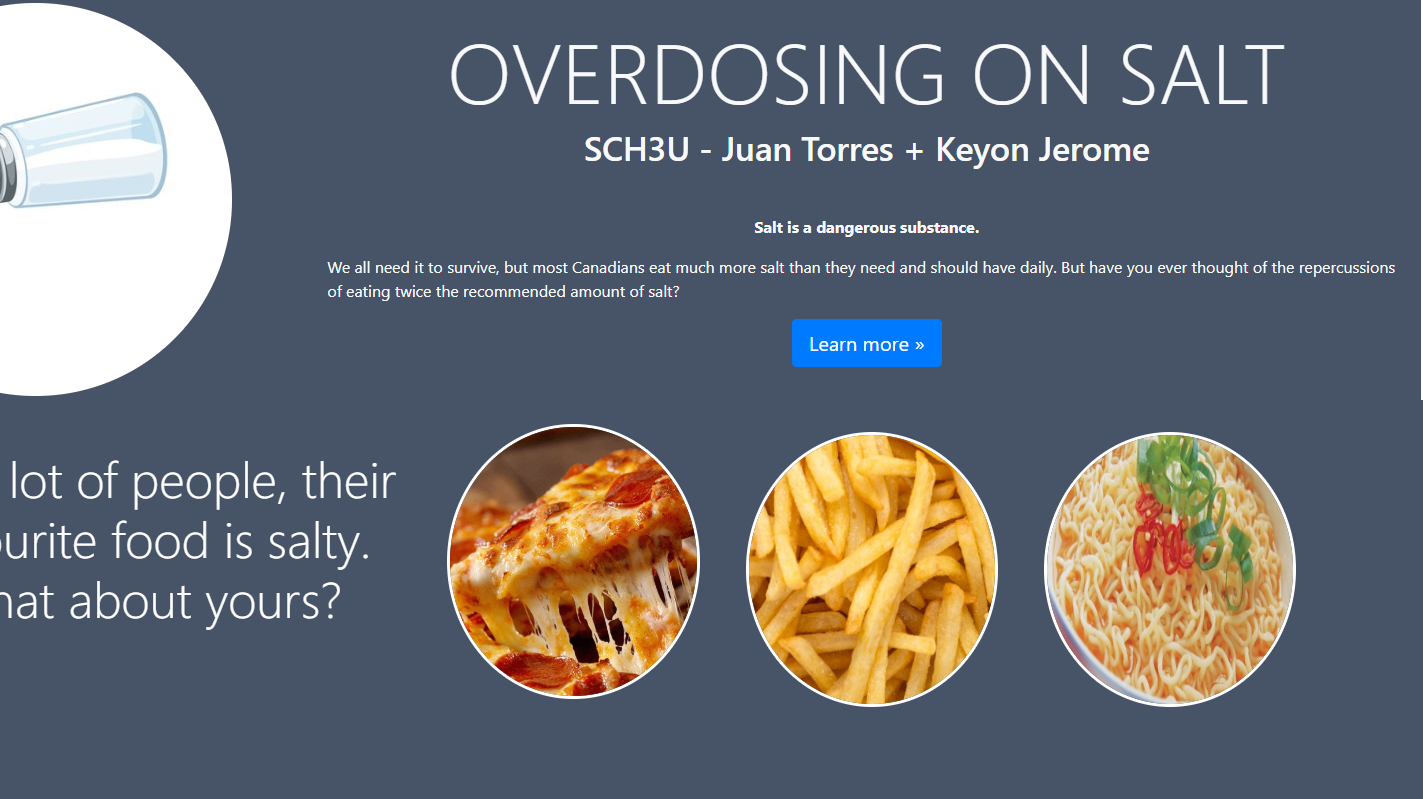 OVERDOSING ON SALT
SCH3U - Juan Torres + Keyon Jerome
Salt is a dangerous substance.
We all need it to survive, but most Canadians eat much more salt than they need and should have daily. But have you ever thought of the repercussions
of eating twice the recommended amount of salt?
Learn more »
lot of people, their
food is salty.
about yours?